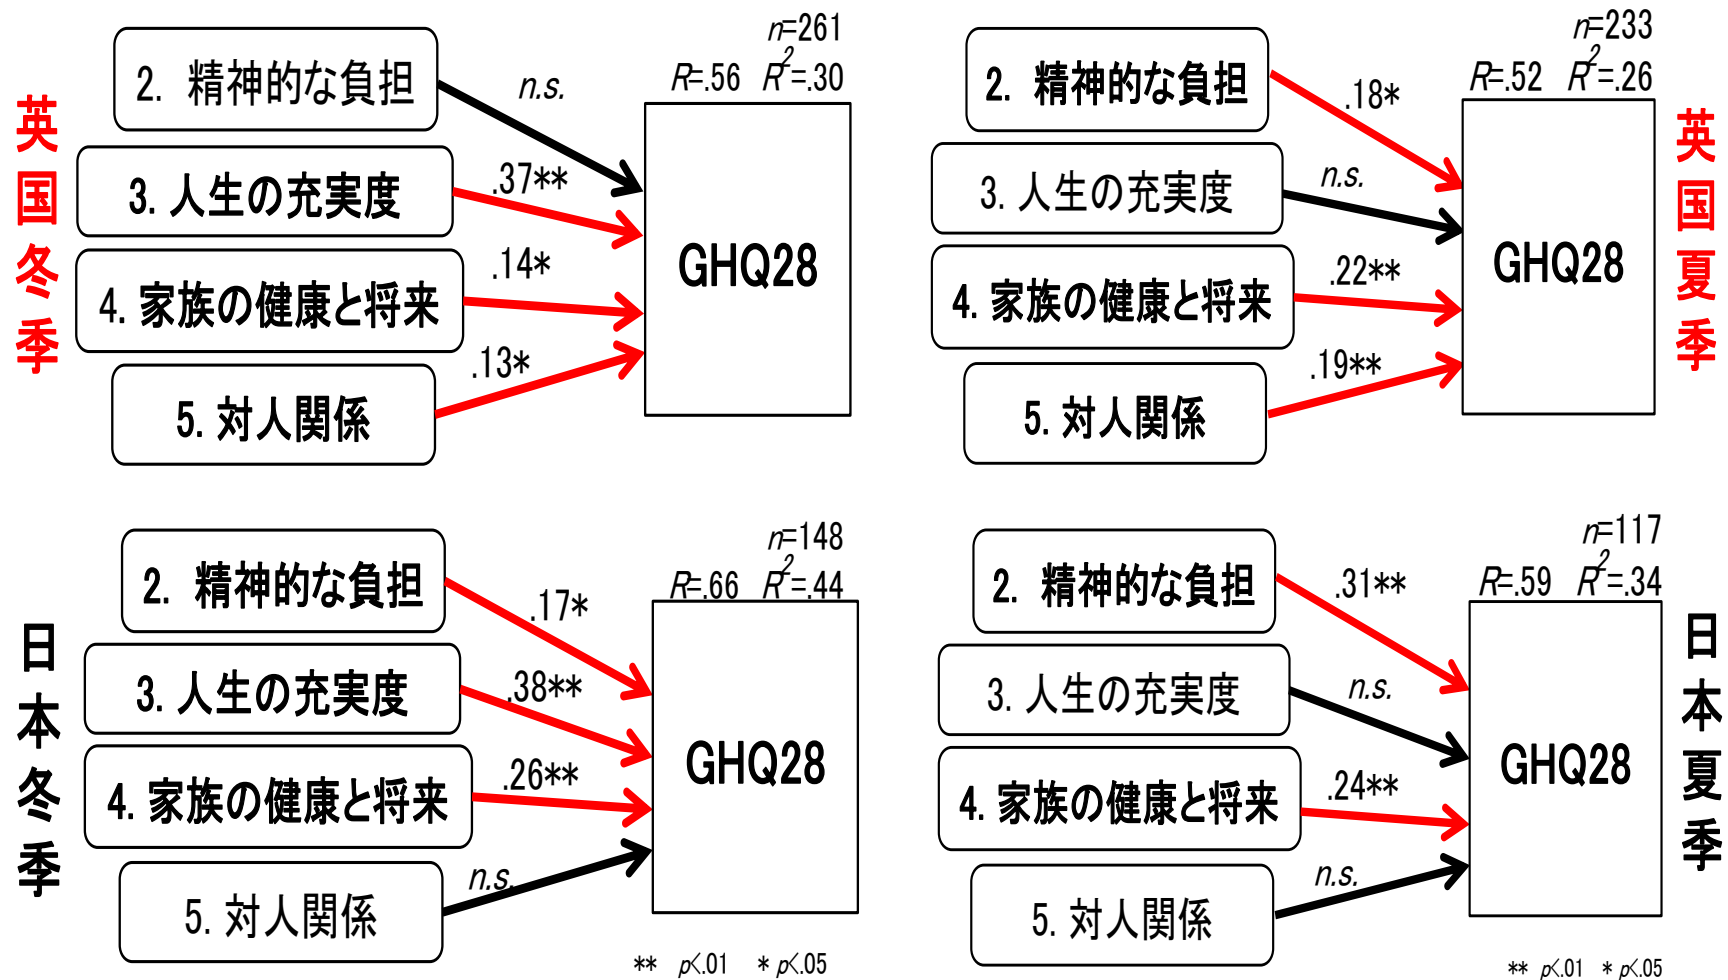 英国冬季
n=261
R=.56 R²=.30
2. 精神的な負担
n.s.
3. 人生の充実度
.37**
4. 家族の健康と将来
.14*
5. 対人関係
.13*
GHQ28
英国夏季
n=233
R=.52 R²=.26
2. 精神的な負担
.18*
3. 人生の充実度
n.s.
4. 家族の健康と将来
.22**
5. 対人関係
.19**
GHQ28
日本冬季
n=148
R=.66 R²=.44
2. 精神的な負担
.17*
3. 人生の充実度
.38**
4. 家族の健康と将来
.26**
5. 対人関係
n.s.
GHQ28
** p<.01 * p<.05
日本夏季
n=117
R=.59 R²=.34
2. 精神的な負担
.31**
3. 人生の充実度
n.s.
4. 家族の健康と将来
.24**
5. 対人関係
n.s.
GHQ28
** p<.01 * p<.05